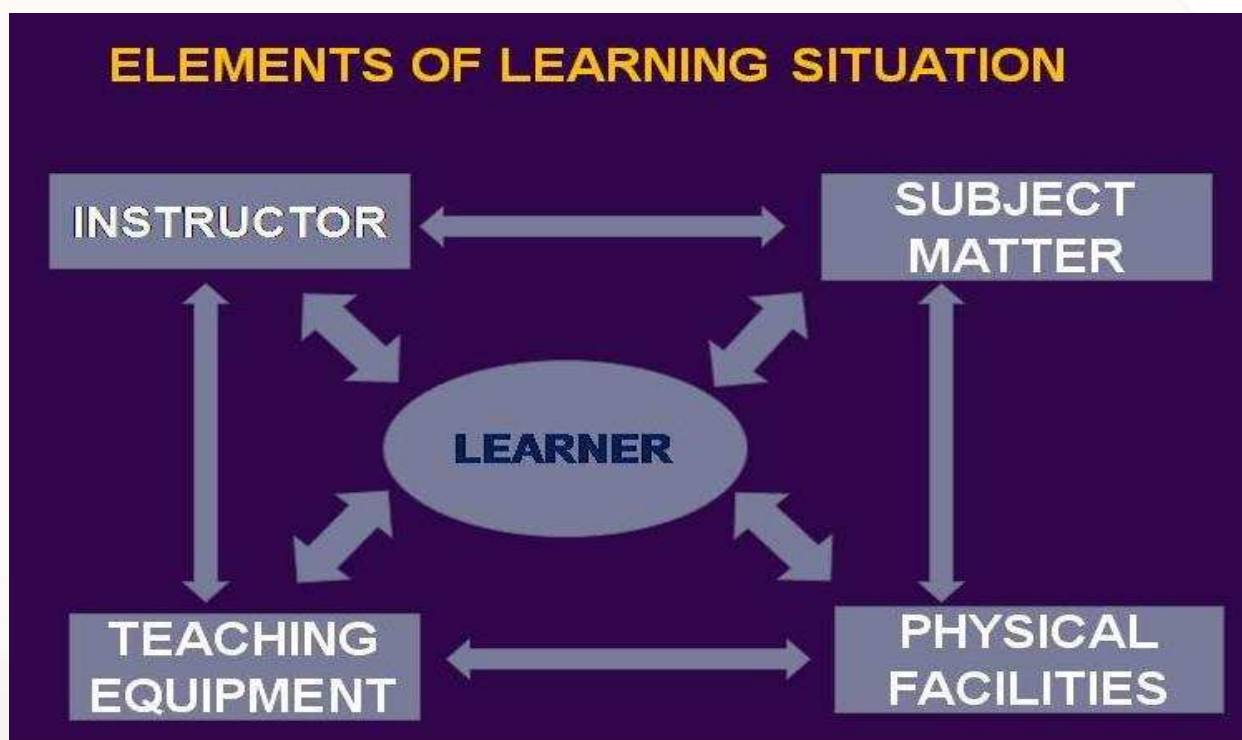 ELEMENTS OF LEARNING SITUATION
INSTRUCTOR
SUBJECT
MATTER
LEARNER
TEACHING
EQUIPMENT
PHYSICAL
FACILITIES